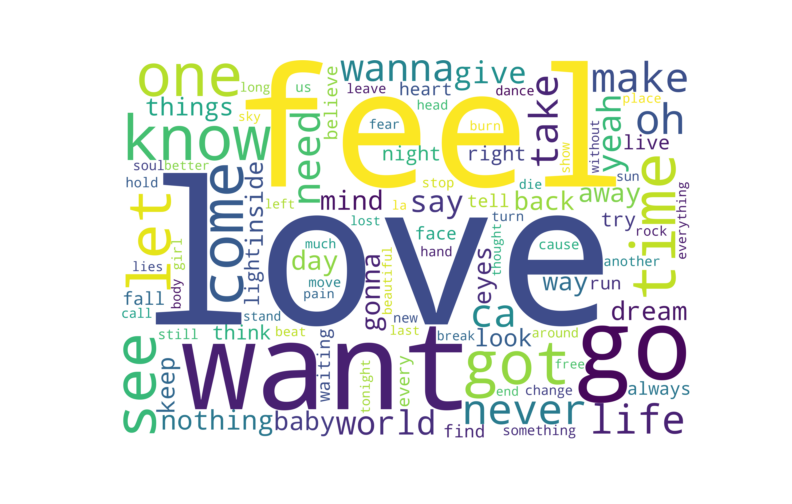 one
feel
wanna
give
make
long
us
believe
leave
heart
dance
take
place
things
sky
head
fear
burn
show
without
yeah
oh
know
need
night
right
live
soul
better
inside
stop
die
sun
hold
let
come
left
mind
la
say
tell
back
away
time
everything
love
lost
face
turn
thought
try
rock
girl
body
much
day
hand
eyes
cause
another
lies
light
move
pain
beautiful
gonna
way
run
fall
call
stand
new
last
ca
look
dream
still
think
beat
waiting
break
around
see
keep
want
tonight
every
got
end
change
free
go
always
nothing
baby
world
find
never
something
life